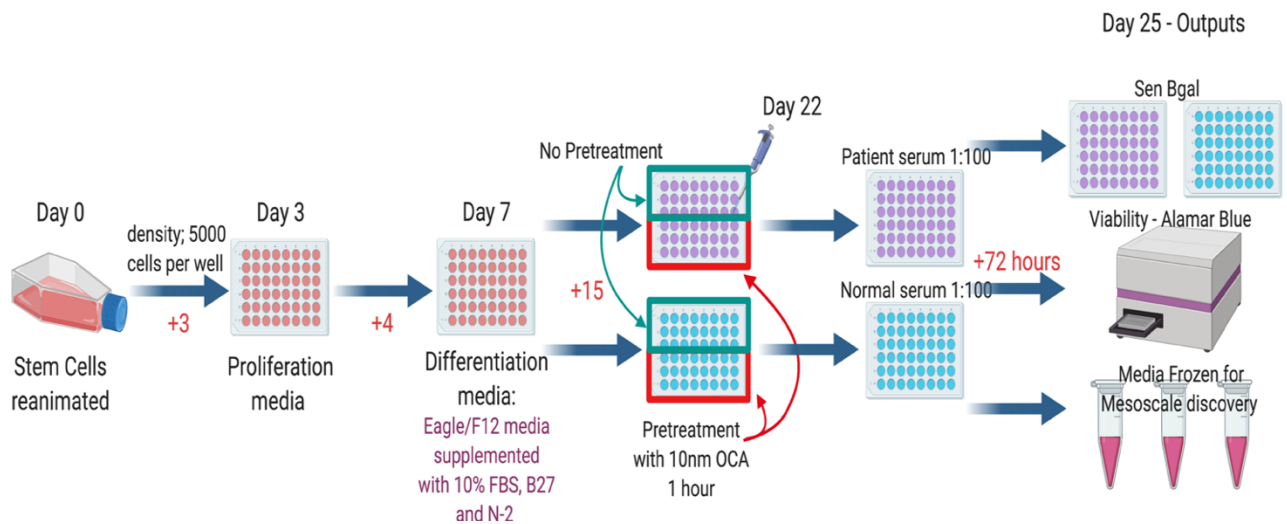 Day 0
Stem Cells
reanimated
density; 5000
cells per well
+3
Day 3
Proliferation
media
+4
Day 7
Differentiation
media:
Eagle/F12 media
supplemented
with 10% FBS, B27
and N-2
No Pretreatment
+15
Day 22
Pretreatment
with 10nm OCA
1 hour
Patient serum 1:100
Normal serum 1:100
+72 hours
Day 25 - Outputs
Sen Bgal
Viability - Alamar Blue
Media Frozen for
Mesoscale discovery